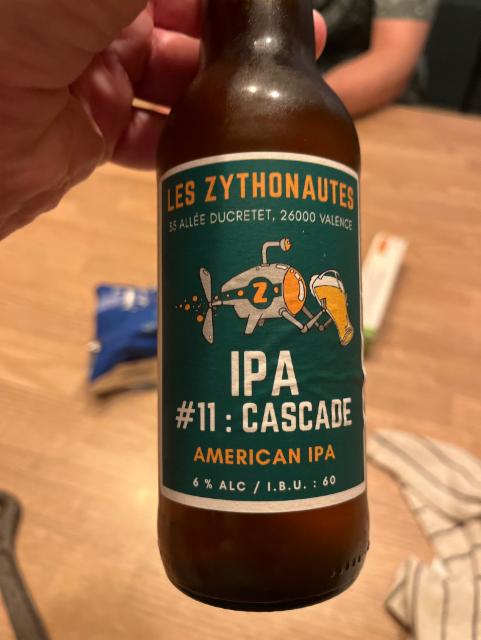 LES ZYTHONAUTES
35 ALLÉE DUCRETET, 26000 VALENCE
Z
IPA
#11 : CASCADE
AMERICAN IPA
6 % ALC / I.B.U. : 60